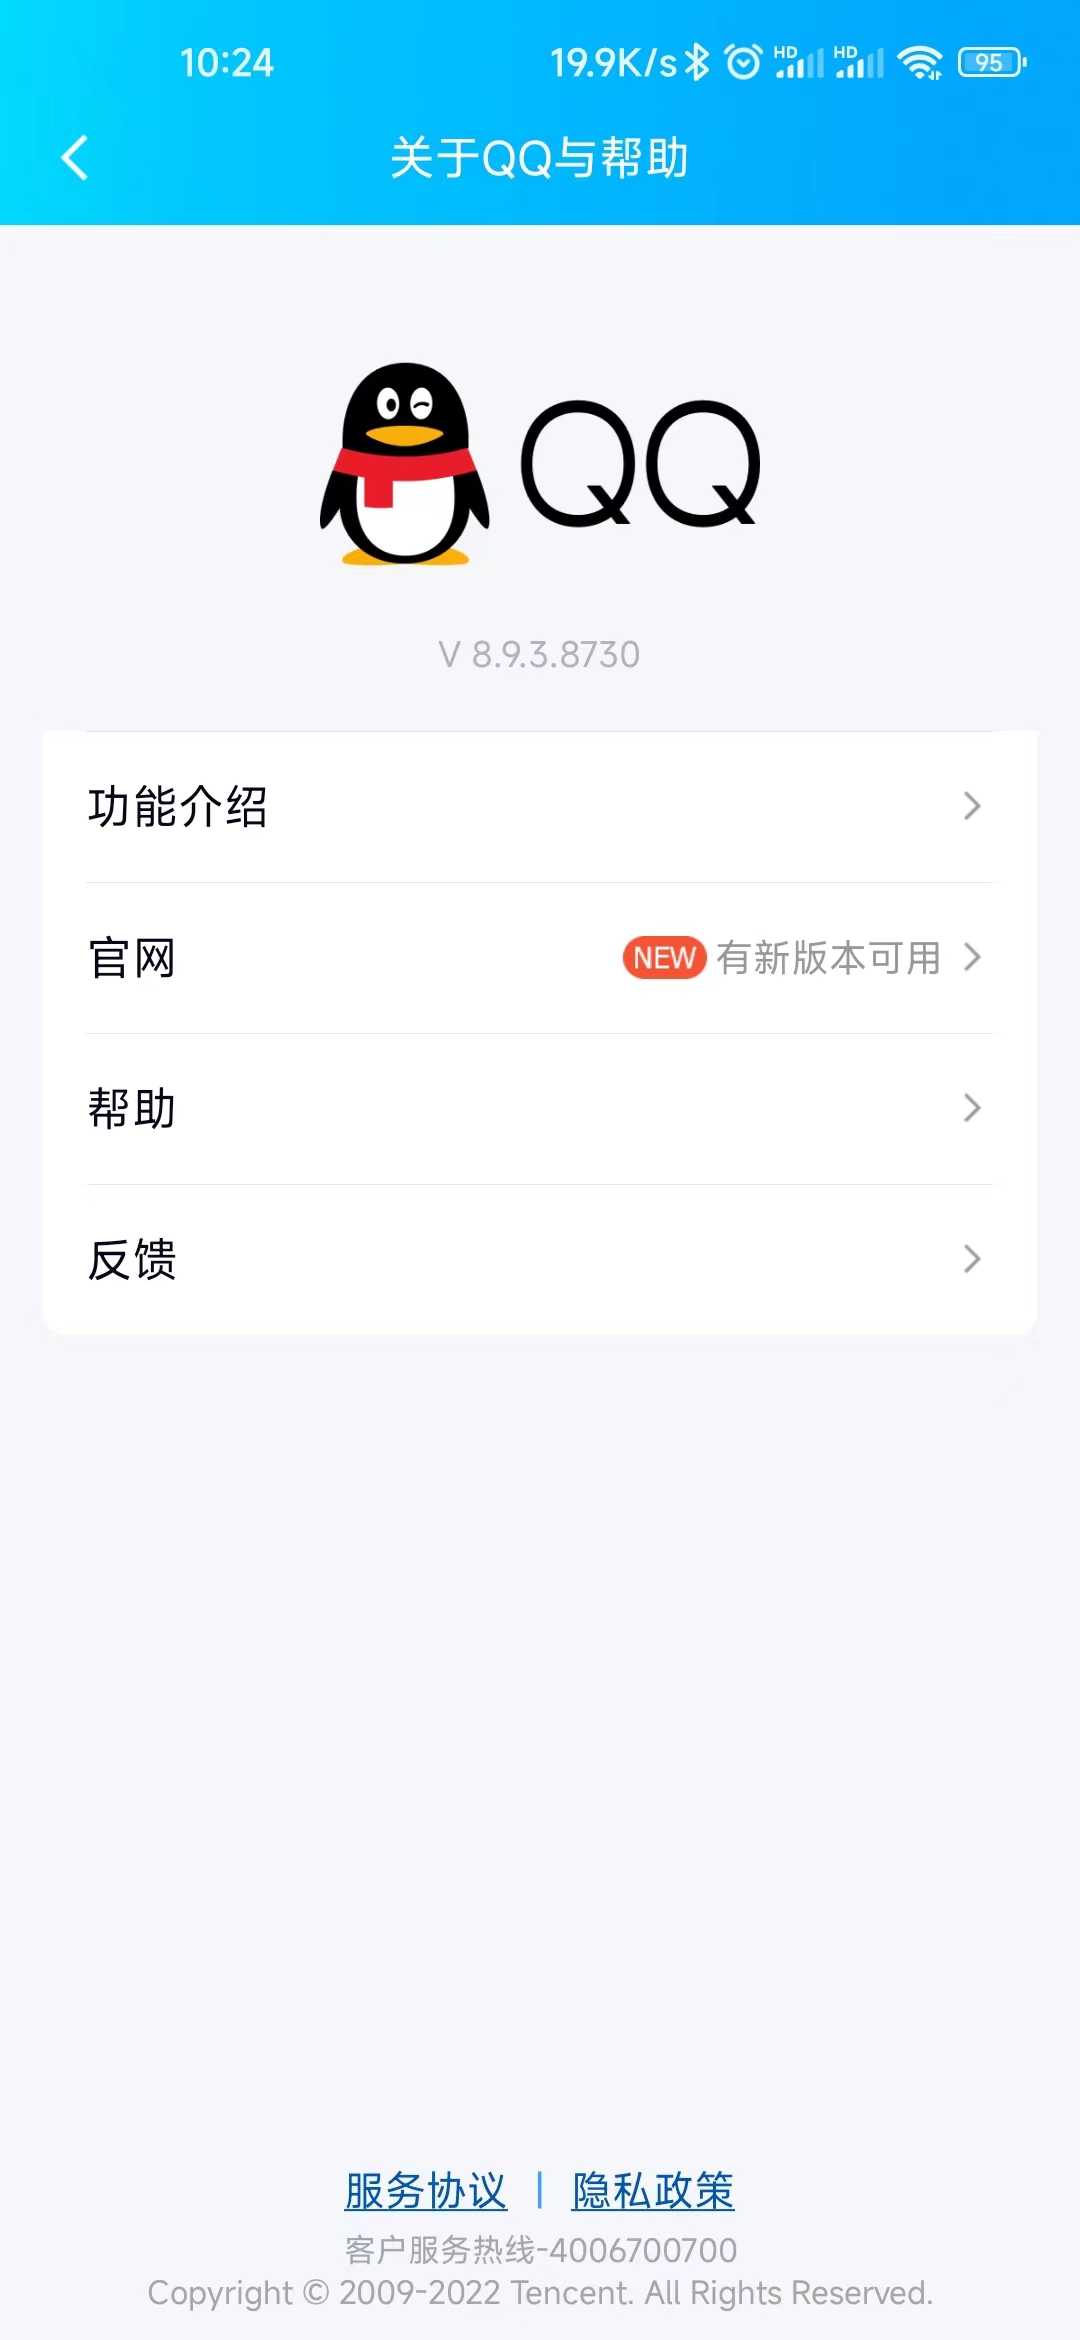 10:24 19.9K/s HD HD 95
关于QQ与帮助
QQ
V 8.9.3.8730
功能介绍
官网 NEW 有新版本可用
帮助
反馈
服务协议 | 隐私政策
客户服务热线-4006700700
Copyright © 2009-2022 Tencent. All Rights Reserved.